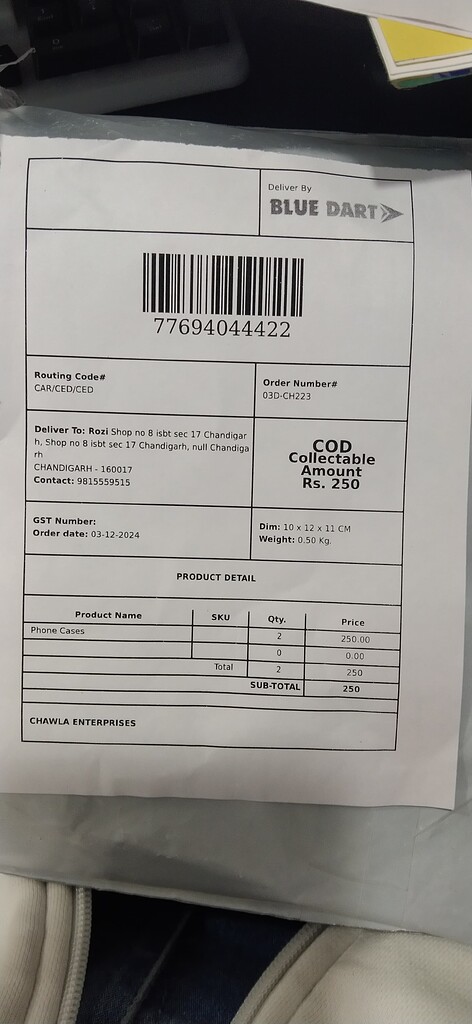 Deliver By
BLUE DART
77694044422
Routing Code#
CAR/CED/CED
Order Number#
03D-CH223
Deliver To: Rozi Shop no 8 isbt sec 17 Chandigar
h, Shop no 8 isbt sec 17 Chandigarh, null Chandiga
rh
CHANDIGARH - 160017
Contact: 9815559515
COD
Collectable
Amount
Rs. 250
GST Number:
Order date: 03-12-2024
Dim: 10 x 12 x 11 CM
Weight: 0.50 Kg.
PRODUCT DETAIL
Product Name SKU Qty. Price
Phone Cases 2 250.00
0 0.00
Total 2 250
SUB-TOTAL 250
CHAWLA ENTERPRISES